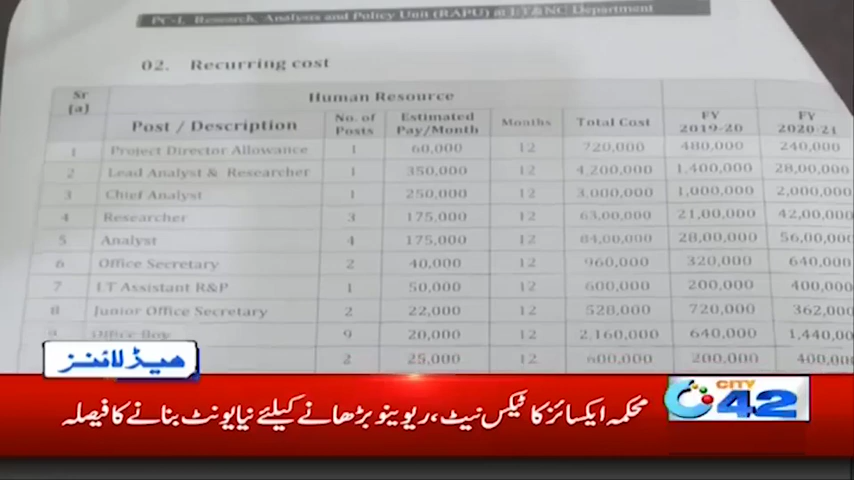 PC-I. Research, Analysis and Policy Unit (RAPU) at E,T&NC Department
02. Recurring cost
Sr [a] Human Resource
Post / Description No. of Posts Estimated Pay/Month Months Total Cost FY 2019-20 FY 2020-21
1 Project Director Allowance 1 60,000 12 720,000 480,000 240,000
2 Lead Analyst & Researcher 1 350,000 12 4,200,000 1,400,000 28,00,000
3 Chief Analyst 1 250,000 12 3,000,000 1,000,000 2,000,000
4 Researcher 3 175,000 12 63,00,000 21,00,000 42,00,000
5 Analyst 4 175,000 12 84,00,000 28,00,000 56,00,000
6 Office Secretary 2 40,000 12 960,000 320,000 640,000
7 I.T Assistant R&P 1 50,000 12 600,000 200,000 400,000
8 Junior Office Secretary 2 22,000 12 528,000 720,000 362,000
9 Office Boy 9 20,000 12 2,160,000 640,000 1,440,00
2 25,000 12 600,000 200,000 400,000
ہیڈلائنز
محکمہ ایکسائز کا ٹیکس نیٹ، ریونیو بڑھانے کیلئے نیا یونٹ بنانے کا فیصلہ
CITY 42